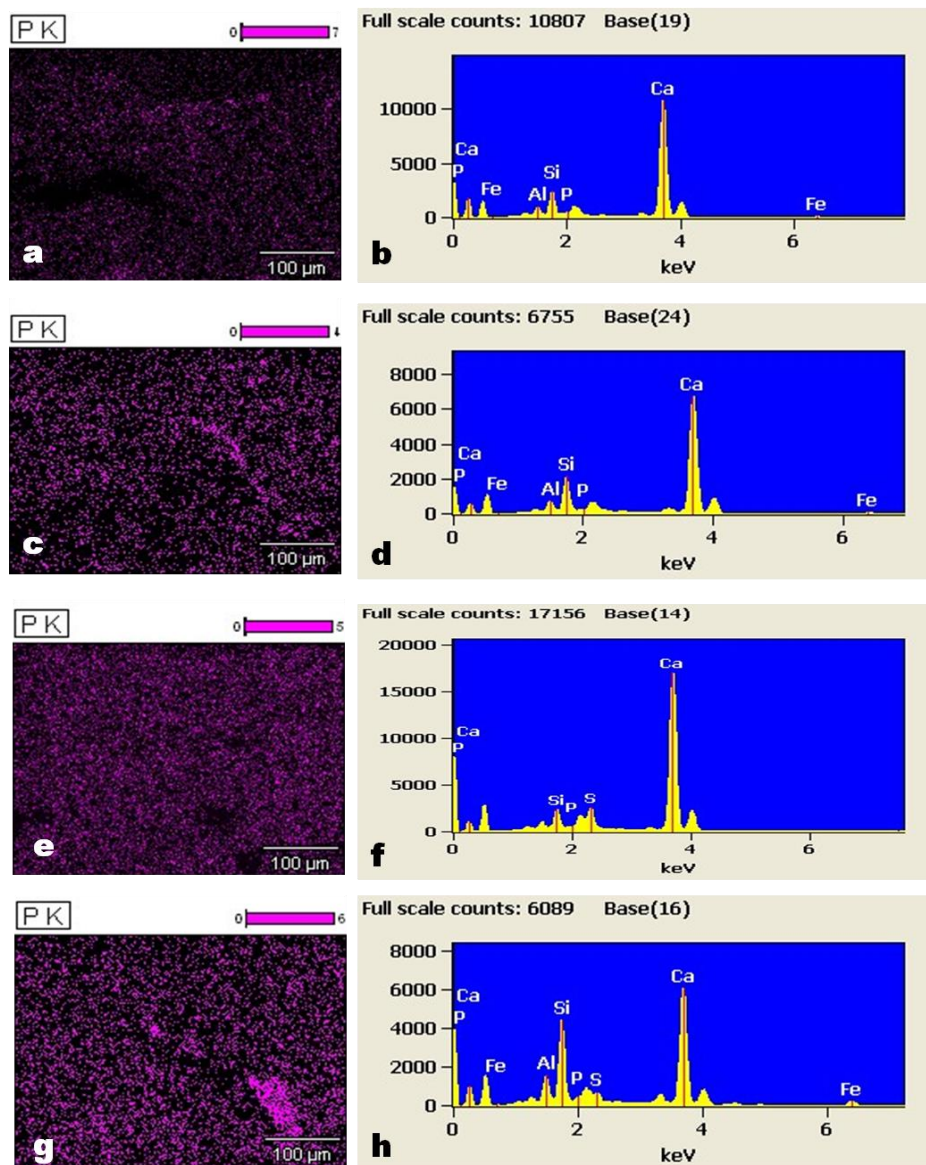 P K
0 7
a
100 µm
Full scale counts: 10807 Base(19)
10000
5000
0
Ca
P
Fe
Al
Si
P
Ca
Fe
0 2 4 6
keV
b
P K
0 4
c
100 µm
Full scale counts: 6755 Base(24)
8000
6000
4000
2000
0
Ca
P
Fe
Al
Si
P
Ca
Fe
0 2 4 6
keV
d
P K
0 5
e
100 µm
Full scale counts: 17156 Base(14)
20000
15000
10000
5000
0
Ca
P
Si
P
S
Ca
0 2 4 6
keV
f
P K
0 6
g
100 µm
Full scale counts: 6089 Base(16)
8000
6000
4000
2000
0
Ca
P
Fe
Al
Si
P
S
Ca
Fe
0 2 4 6
keV
h